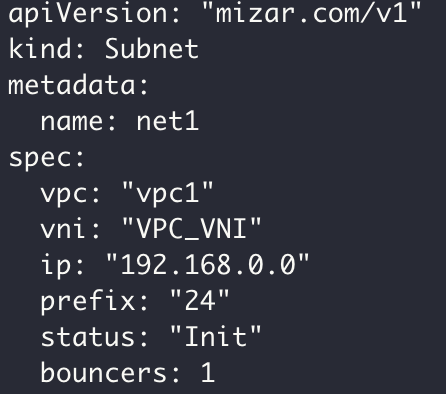 apiVersion: "mizar.com/v1"
kind: Subnet
metadata:
  name: net1
spec:
  vpc: "vpc1"
  vni: "VPC_VNI"
  ip: "192.168.0.0"
  prefix: "24"
  status: "Init"
  bouncers: 1